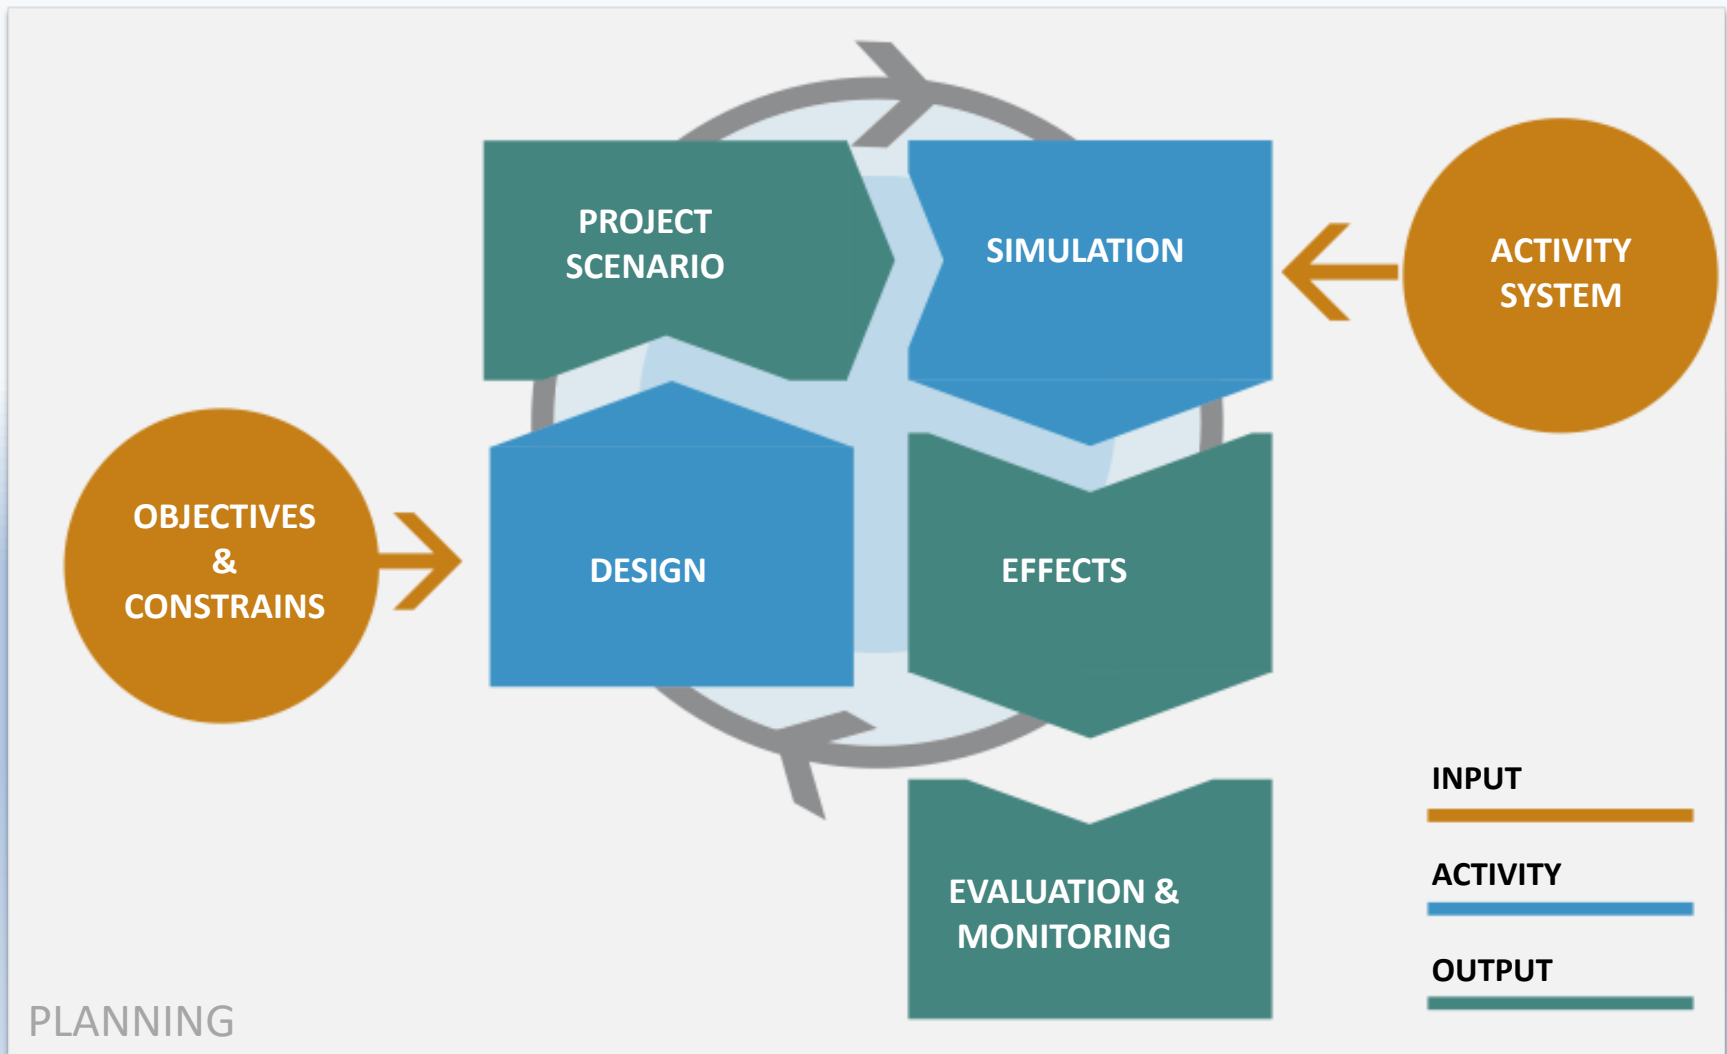 PROJECT
SCENARIO
SIMULATION
ACTIVITY
SYSTEM
OBJECTIVES
&
CONSTRAINS
DESIGN
EFFECTS
EVALUATION &
MONITORING
INPUT
ACTIVITY
OUTPUT
PLANNING